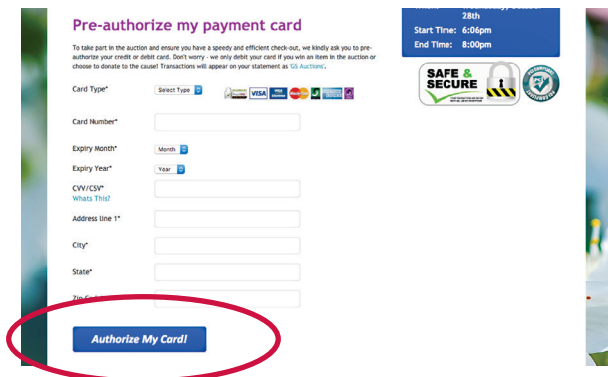 Pre-authorize my payment card
To take part in the auction and ensure you have a speedy and efficient check-out, we kindly ask you to pre-
authorize your credit or debit card. Don't worry - we only debit your card if you win an item in the auction or
choose to donate to the cause! Transactions will appear on your statement as 'GS Auctions'.
Card Type*
Select Type
VISA
VISA
Card Number*
Expiry Month*
Month
Expiry Year*
Year
CVV/CSV*
Whats This?
Address line 1*
City*
State*
Authorize My Card!
28th
Start Time: 6:06pm
End Time: 8:00pm
SAFE &
SECURE